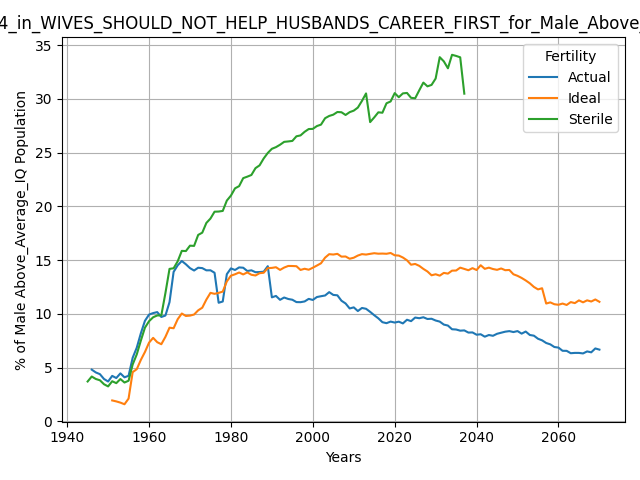 4_in_WIVES_SHOULD_NOT_HELP_HUSBANDS_CAREER_FIRST_for_Male_Above_
% of Male Above_Average_IQ Population
35
30
25
20
15
10
5
0
1940 1960 1980 2000 2020 2040 2060
Years
Fertility
Actual
Ideal
Sterile